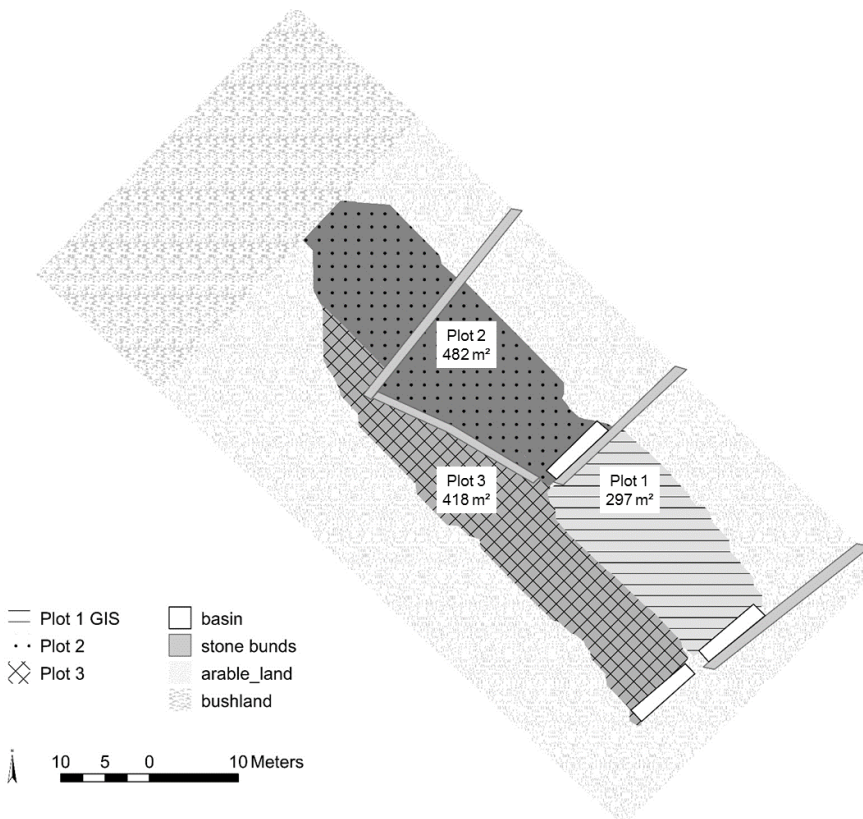 Plot 2
482 m²
Plot 3
418 m²
Plot 1
297 m²
Plot 1 GIS
Plot 2
Plot 3
basin
stone bunds
arable_land
bushland
10 5 0 10 Meters